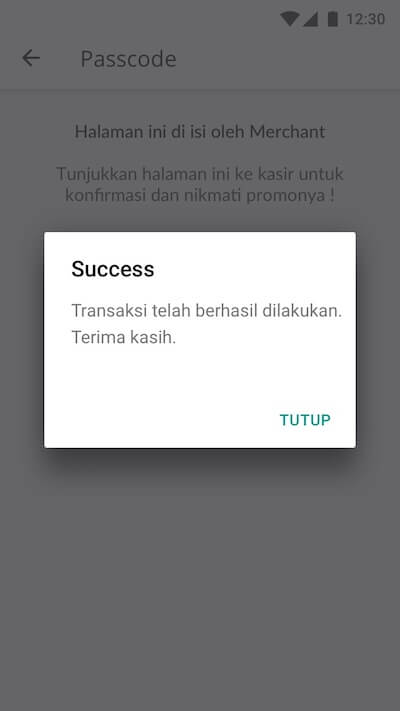 12:30
Passcode
Halaman ini di isi oleh Merchant
Tunjukkan halaman ini ke kasir untuk
konfirmasi dan nikmati promonya !
Success
Transaksi telah berhasil dilakukan.
Terima kasih.
TUTUP